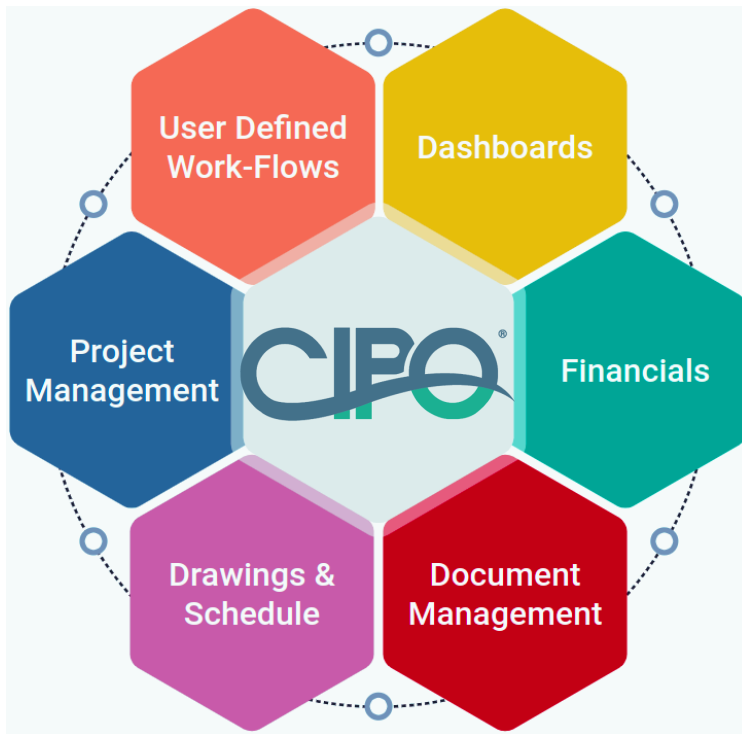 User Defined
Work-Flows
Dashboards
Project
Management
CIPO®
Financials
Drawings &
Schedule
Document
Management